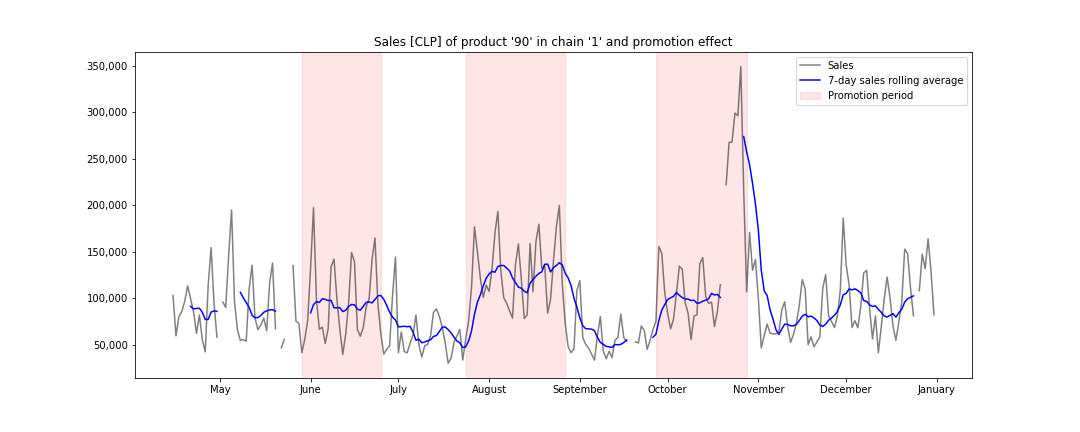 Sales [CLP] of product '90' in chain '1' and promotion effect
350,000
300,000
250,000
200,000
150,000
100,000
50,000
Sales
7-day sales rolling average
Promotion period
May June July August September October November December January